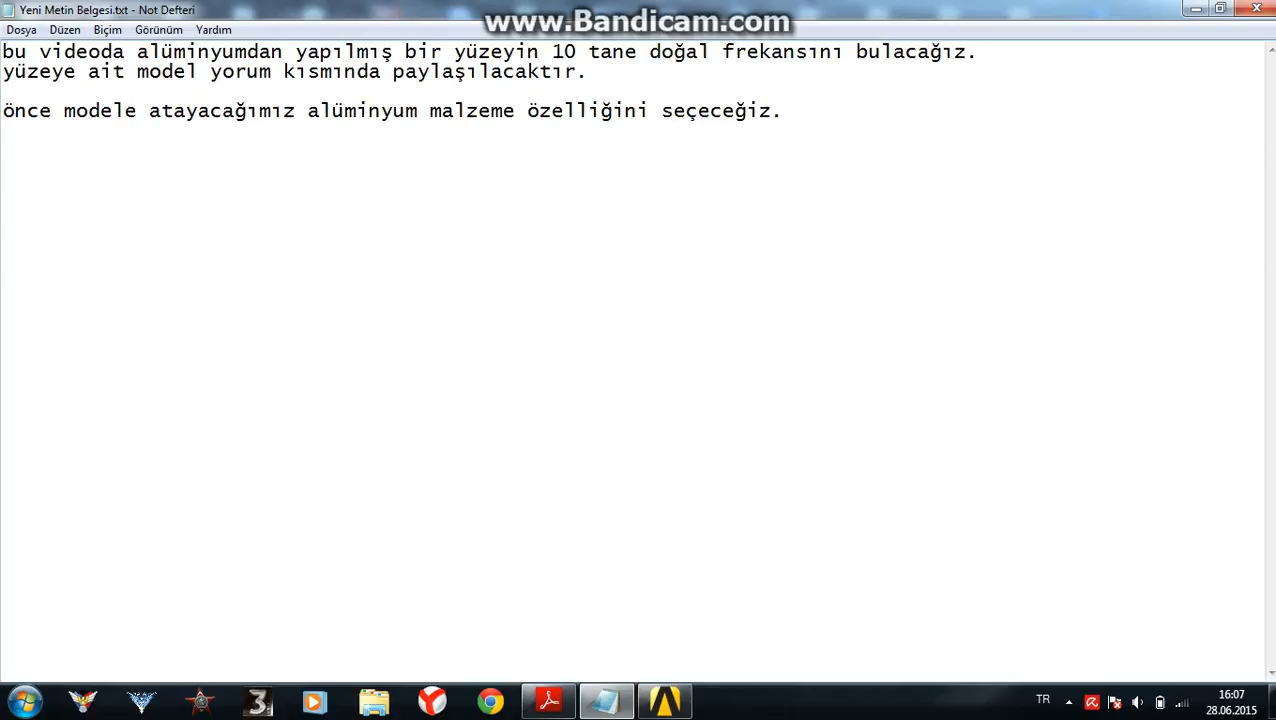 Yeni Metin Belgesi.txt - Not Defteri
www.Bandicam.com
Dosya Düzen Biçim Görünüm Yardım
bu videoda alüminyumdan yapılmış bir yüzeyin 10 tane doğal frekansını bulacağız.
yüzeye ait model yorum kısmında paylaşılacaktır.
önce modele atayacağımız alüminyum malzeme özelliğini seçeceğiz.
3
TR
16:07
28.06.2015